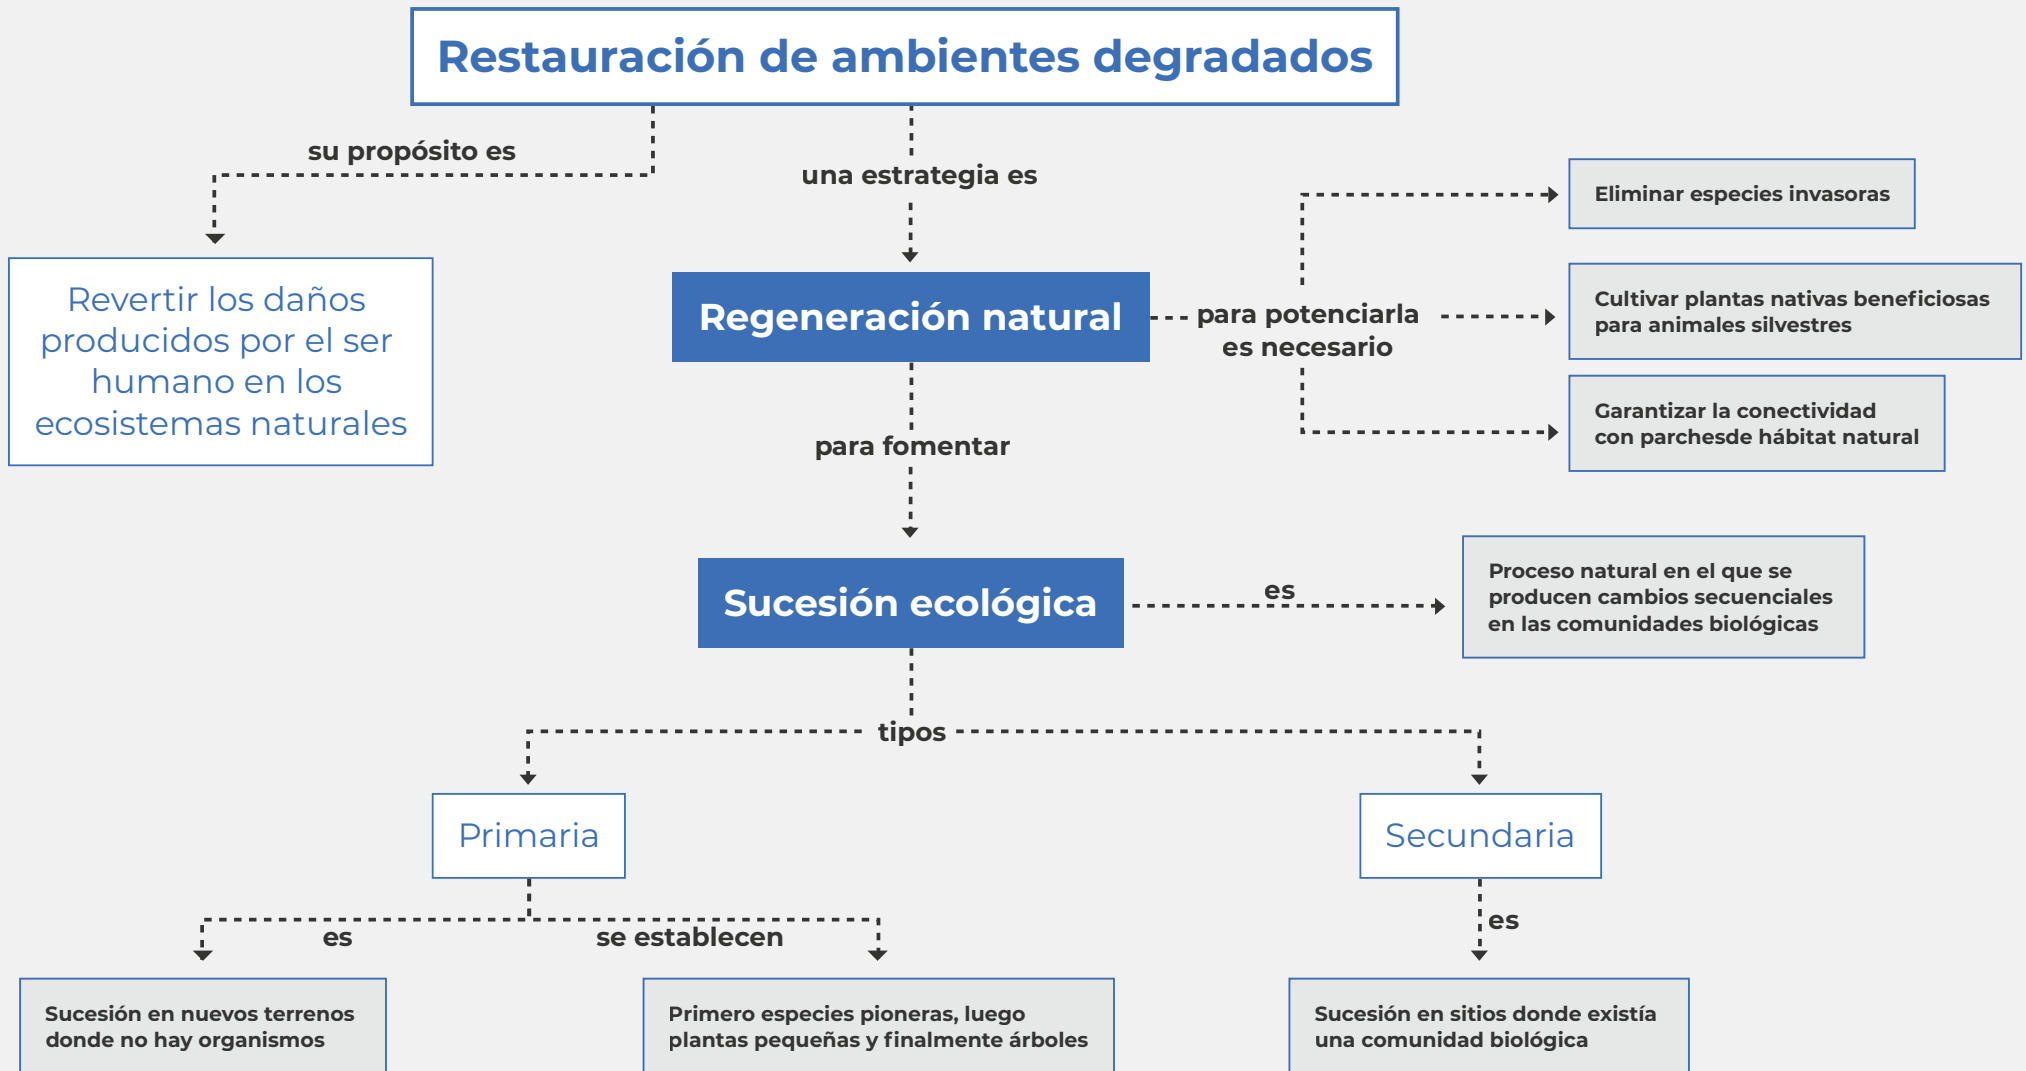 Restauración de ambientes degradados
su propósito es
una estrategia es
Revertir los daños
producidos por el ser
humano en los
ecosistemas naturales
Regeneración natural
para potenciarla
es necesario
Eliminar especies invasoras
Cultivar plantas nativas beneficiosas
para animales silvestres
Garantizar la conectividad
con parchesde hábitat natural
para fomentar
Sucesión ecológica
es
Proceso natural en el que se
producen cambios secuenciales
en las comunidades biológicas
tipos
Primaria
Secundaria
es
se establecen
es
Sucesión en nuevos terrenos
donde no hay organismos
Primero especies pioneras, luego
plantas pequeñas y finalmente árboles
Sucesión en sitios donde existía
una comunidad biológica